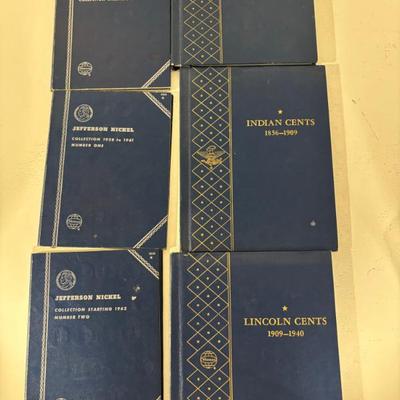 JEFFERSON NICKEL
COLLECTION 1938 to 1961
NUMBER ONE
★
INDIAN CENTS
1856—1909
JEFFERSON NICKEL
COLLECTION STARTING 1962
NUMBER TWO
★
LINCOLN CENTS
1909—1940